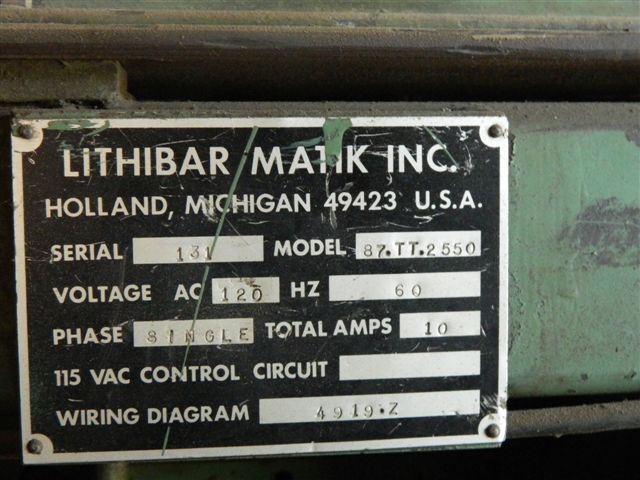 LiTHIBAR MATIK INC.
HOLLAND, MICHIGAN 49423 U.S.A.
SERIAL 131 MODEL 87.TT.2550
VOLTAGE AC 120 HZ 60
PHASE SINGLE TOTAL AMPS 10
115 VAC CONTROL CIRCUIT
WIRING DIAGRAM 4919.Z